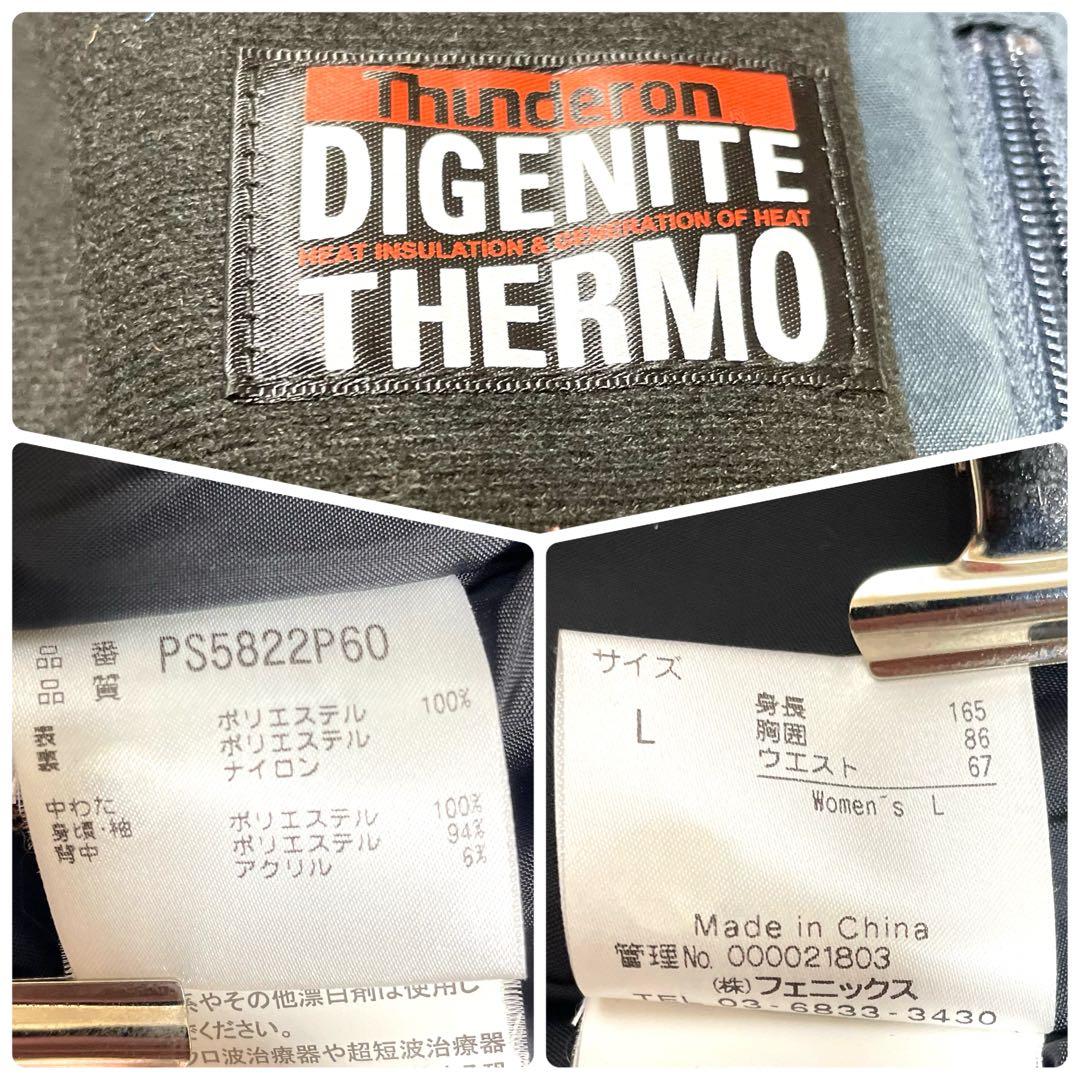 Thunderon
DIGENITE
HEAT INSULATION & GENERATION OF HEAT
THERMO
品番 PS5822P60
品質
ポリエステル 100%
ポリエステル
ナイロン
中わた
身頃・袖 ポリエステル 100%
背中 ポリエステル 94%
アクリル 6%
素やその他漂白剤は使用し
ください。
波治療器や超短波治療器
サイズ
L
身長 165
胸囲 86
ウエスト 67
Women's L
Made in China
管理No. 000021803
(株)フェニックス
TEL 03-6833-3430